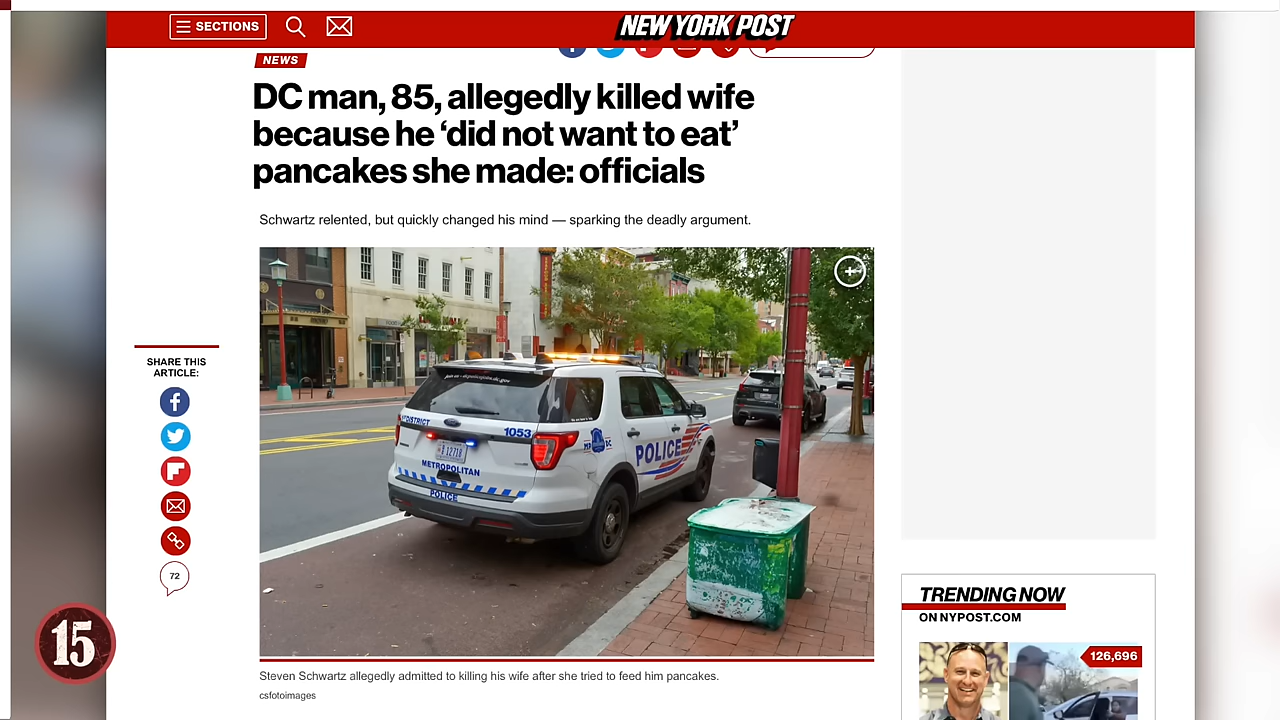 SECTIONS
NEW YORK POST
NEWS
DC man, 85, allegedly killed wife
because he ‘did not want to eat’
pancakes she made: officials
Schwartz relented, but quickly changed his mind — sparking the deadly argument.
SHARE THIS
ARTICLE:
72
DISTRICT
1053
METROPOLITAN
POLICE
POLICE
15
Steven Schwartz allegedly admitted to killing his wife after she tried to feed him pancakes.
csfotoimages
TRENDING NOW
ON NYPOST.COM
126,696